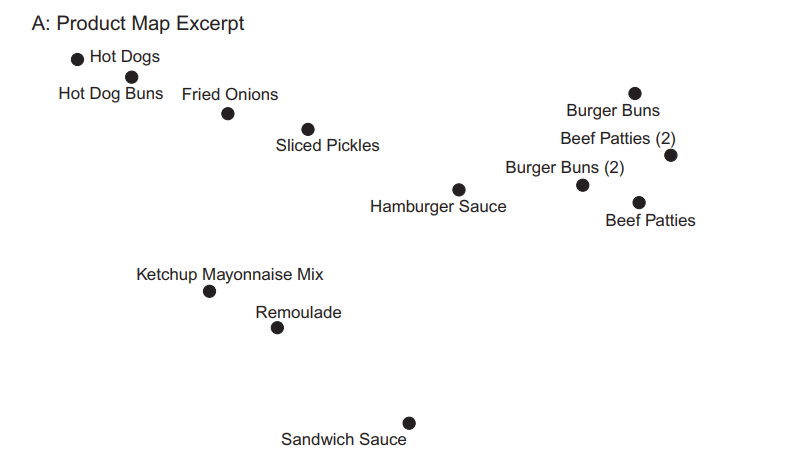 A: Product Map Excerpt
Hot Dogs
Hot Dog Buns
Fried Onions
Burger Buns
Sliced Pickles
Beef Patties (2)
Burger Buns (2)
Hamburger Sauce
Beef Patties
Ketchup Mayonnaise Mix
Remoulade
Sandwich Sauce